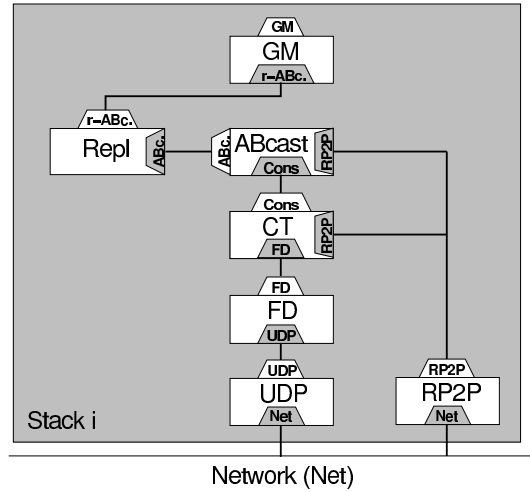 GM
GM
r-ABc.
r-ABc.
Repl
ABc.
ABc.
ABcast
RP2P
Cons
Cons
CT
RP2P
FD
FD
FD
UDP
UDP
UDP
Net
RP2P
RP2P
Net
Stack i
Network (Net)